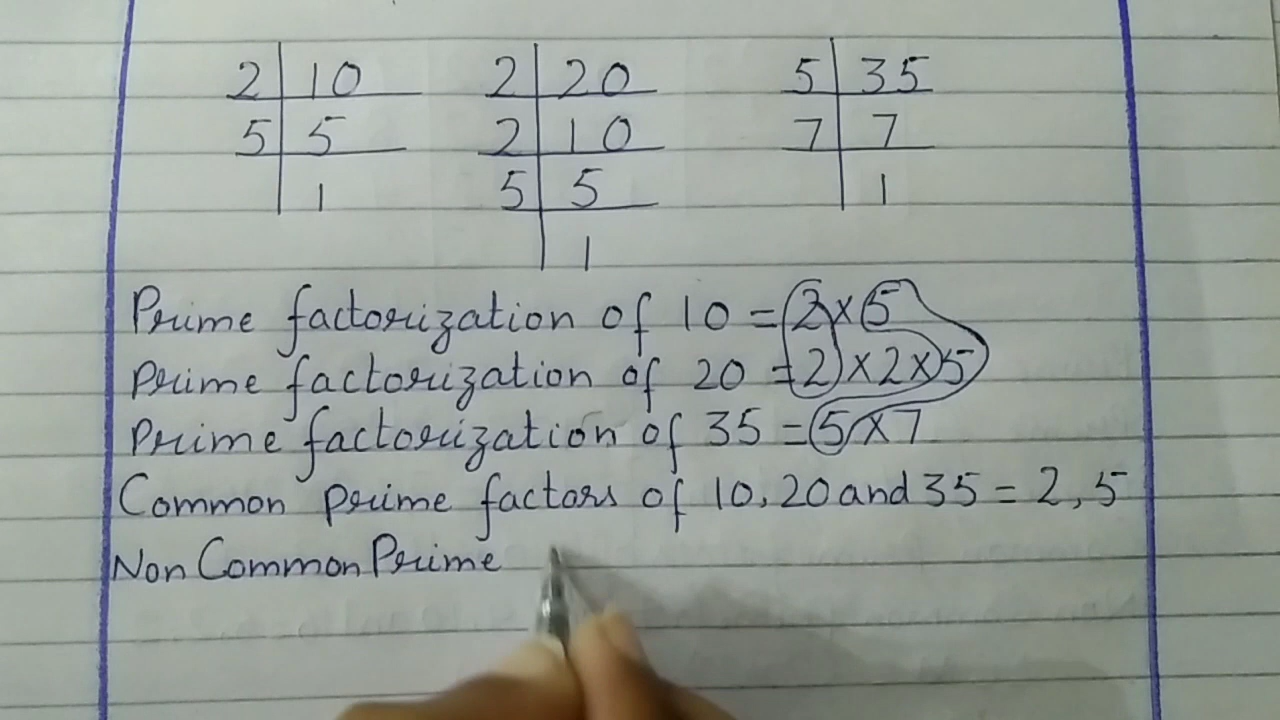 2 | 10   2 | 20   5 | 35
5 | 5   2 | 10   7 | 7
1   5 | 5   1
1
Prime factorization of 10 = 2 x 5
Prime factorization of 20 = 2 x 2 x 5
Prime factorization of 35 = 5 x 7
Common prime factors of 10, 20 and 35 = 2, 5
Non Common Prime